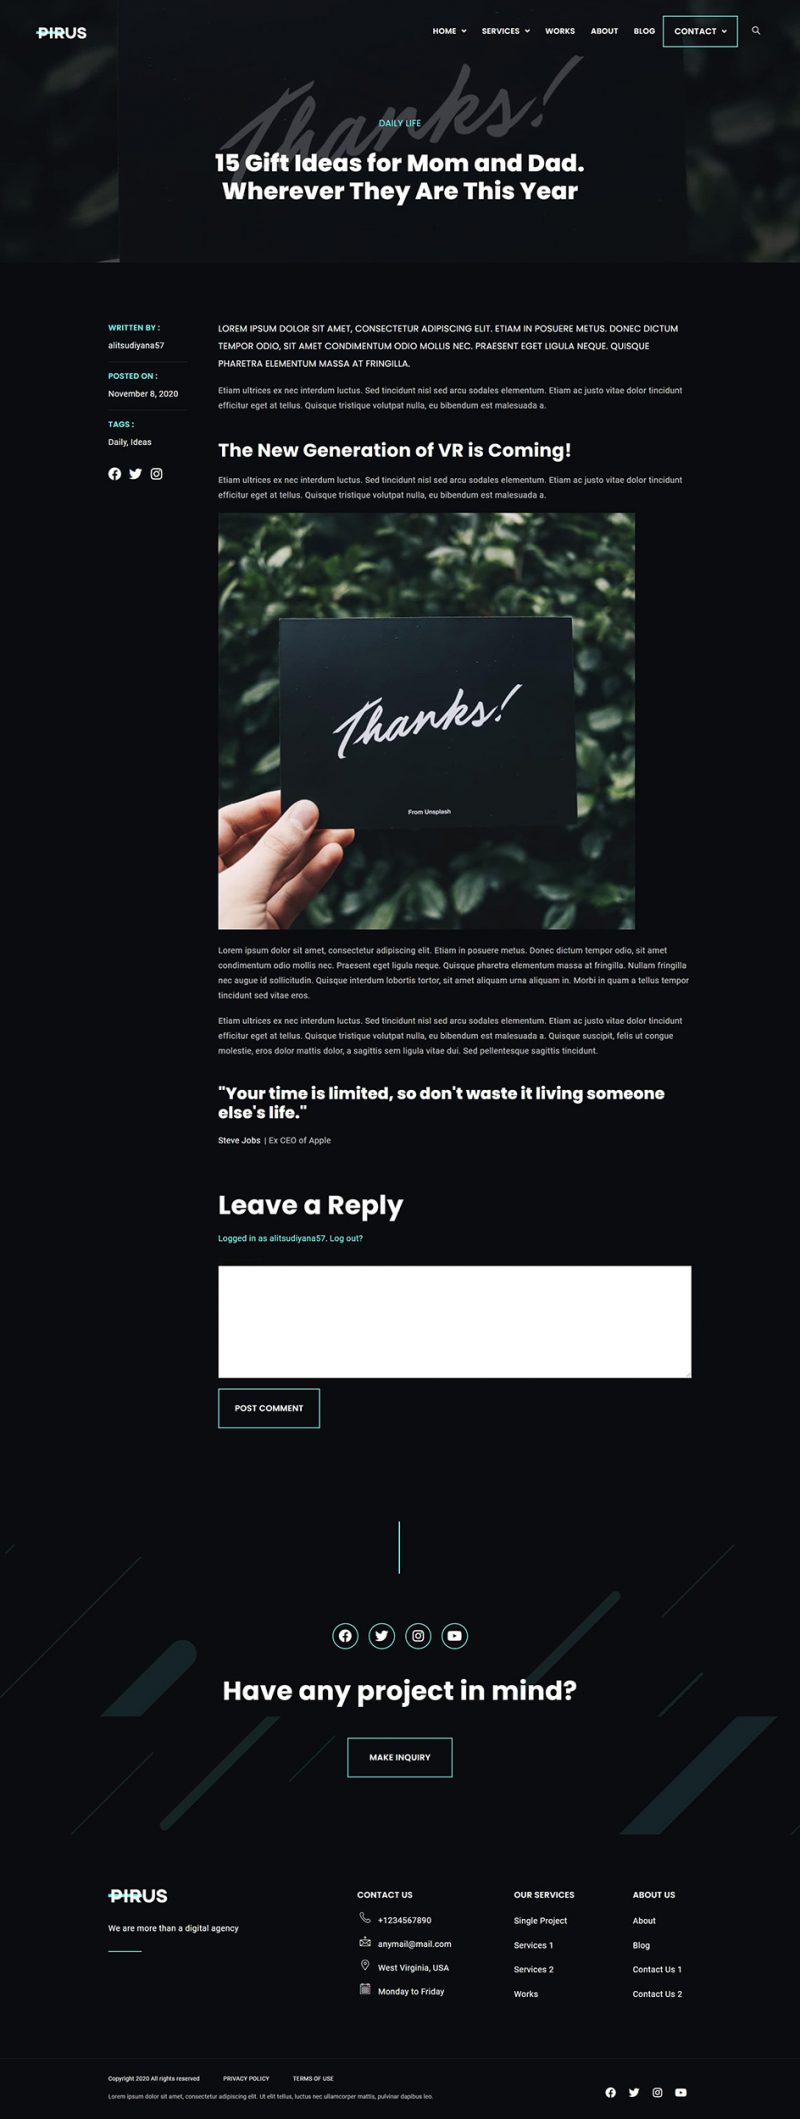 PIRUS
HOME
SERVICES
WORKS
ABOUT
BLOG
CONTACT
Thanks!
DAILY LIFE
15 Gift Ideas for Mom and Dad.
Wherever They Are This Year
WRITTEN BY :
alitsudiyana57
POSTED ON :
November 8, 2020
TAGS :
Daily, Ideas
LOREM IPSUM DOLOR SIT AMET, CONSECTETUR ADIPISCING ELIT. ETIAM IN POSUERE METUS. DONEC DICTUM
TEMPOR ODIO, SIT AMET CONDIMENTUM ODIO MOLLIS NEC. PRAESENT EGET LIGULA NEQUE. QUISQUE
PHARETRA ELEMENTUM MASSA AT FRINGILLA.
Etiam ultrices ex nec interdum luctus. Sed tincidunt nisl sed arcu sodales elementum. Etiam ac justo vitae dolor tincidunt
efficitur eget at tellus. Quisque tristique volutpat nulla, eu bibendum est malesuada a.
The New Generation of VR is Coming!
Etiam ultrices ex nec interdum luctus. Sed tincidunt nisl sed arcu sodales elementum. Etiam ac justo vitae dolor tincidunt
efficitur eget at tellus. Quisque tristique volutpat nulla, eu bibendum est malesuada a.
Thanks!
From Unsplash
Lorem ipsum dolor sit amet, consectetur adipiscing elit. Etiam in posuere metus. Donec dictum tempor odio, sit amet
condimentum odio mollis nec. Praesent eget ligula neque. Quisque pharetra elementum massa at fringilla. Nullam fringilla
nec augue id sollicitudin. Quisque interdum lobortis tortor, sit amet aliquam urna aliquam in. Morbi in quam a tellus tempor
tincidunt sed vitae eros.
Etiam ultrices ex nec interdum luctus. Sed tincidunt nisl sed arcu sodales elementum. Etiam ac justo vitae dolor tincidunt
efficitur eget at tellus. Quisque tristique volutpat nulla, eu bibendum est malesuada a. Quisque suscipit, felis ut congue
molestie, eros dolor mattis dolor, a sagittis sem ligula vitae dui. Sed pellentesque sagittis tincidunt.
"Your time is limited, so don't waste it living someone
else's life."
Steve Jobs | Ex CEO of Apple
Leave a Reply
Logged in as alitsudiyana57. Log out?
POST COMMENT
Have any project in mind?
MAKE INQUIRY
PIRUS
We are more than a digital agency
CONTACT US
+1234567890
anymail@mail.com
West Virginia, USA
Monday to Friday
OUR SERVICES
Single Project
Services 1
Services 2
Works
ABOUT US
About
Blog
Contact Us 1
Contact Us 2
Copyright 2020 All rights reserved
PRIVACY POLICY
TERMS OF USE
Lorem ipsum dolor sit amet, consectetur adipiscing elit. Ut elit tellus, luctus nec ullamcorper mattis, pulvinar dapibus leo.